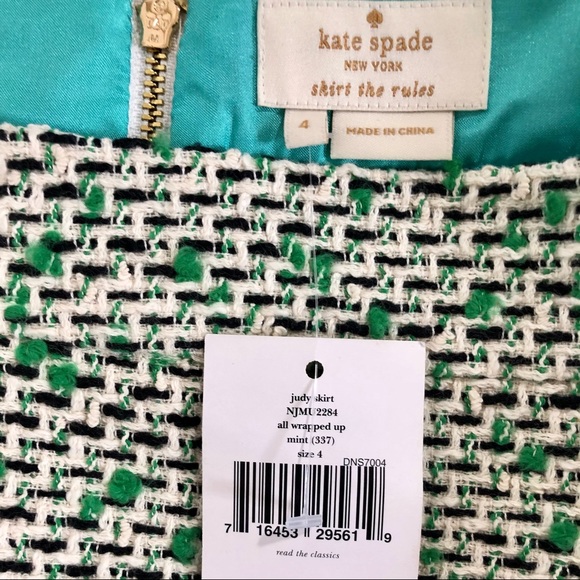 kate spade
NEW YORK
skirt the rules
4
MADE IN CHINA
judy skirt
NJMU2284
all wrapped up
mint (337)
size 4
DNS7004
7 16453 29561 9
read the classics